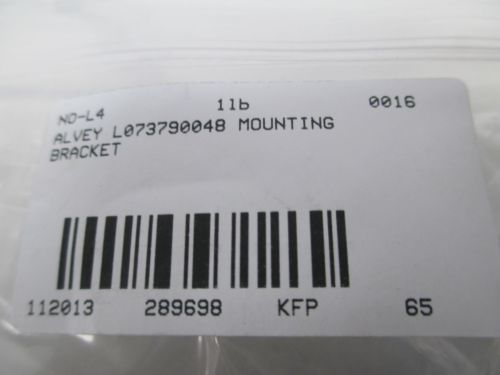 NO-L4 1lb 0016
ALVEY L073790048 MOUNTING
BRACKET
112013 289698 KFP 65